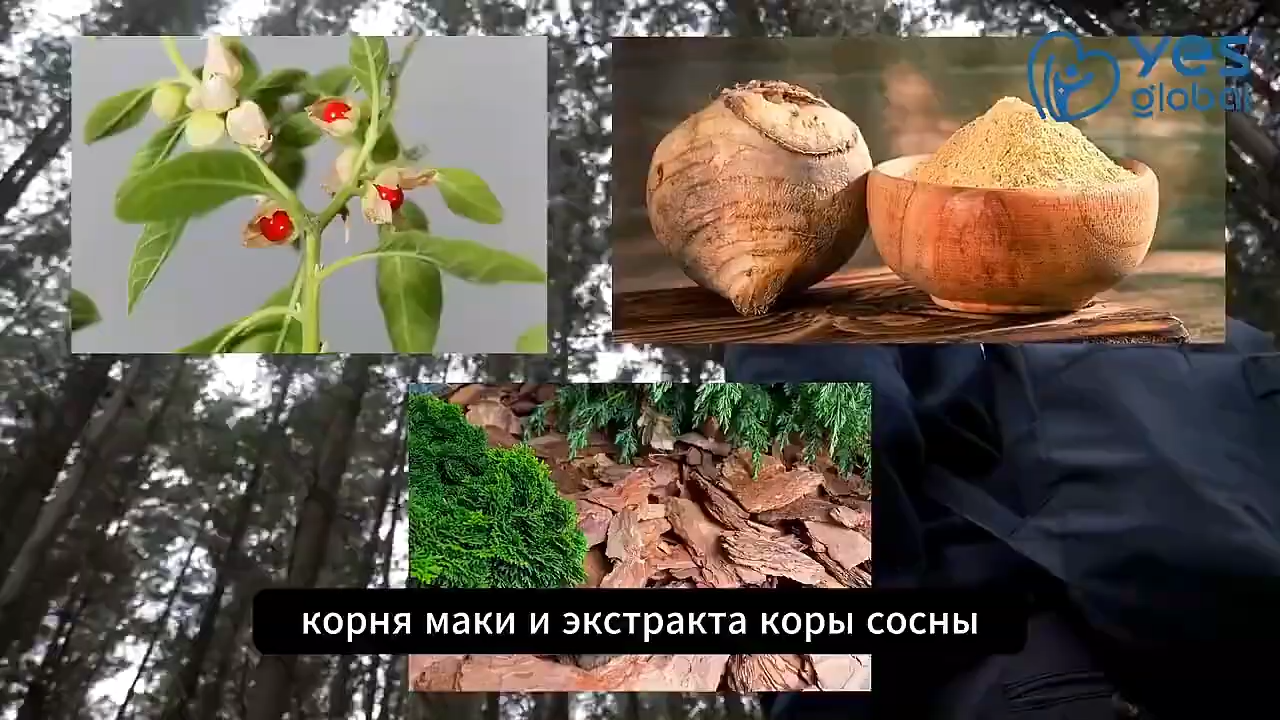 yes
global
корня маки и экстракта коры сосны